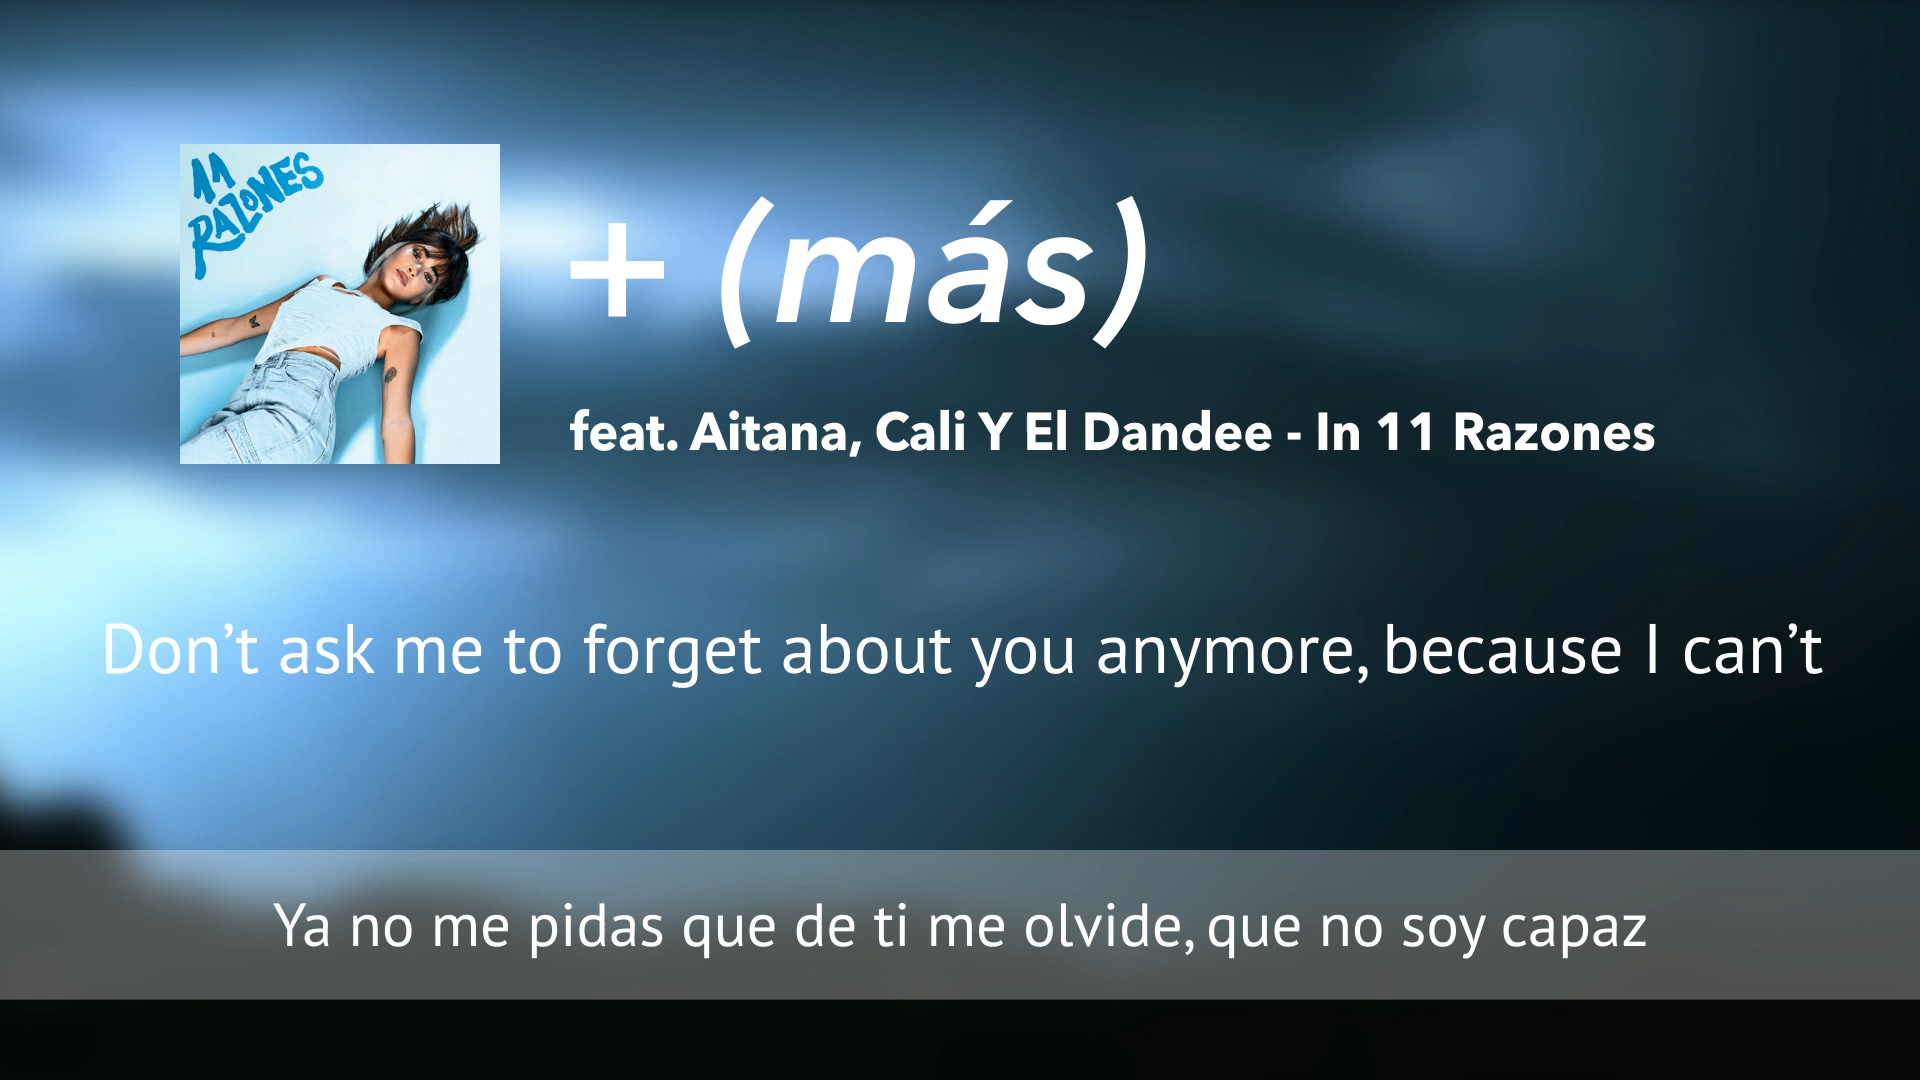 11
RAZONES
+ (más)
feat. Aitana, Cali Y El Dandee - In 11 Razones
Don’t ask me to forget about you anymore, because I can’t
Ya no me pidas que de ti me olvide, que no soy capaz